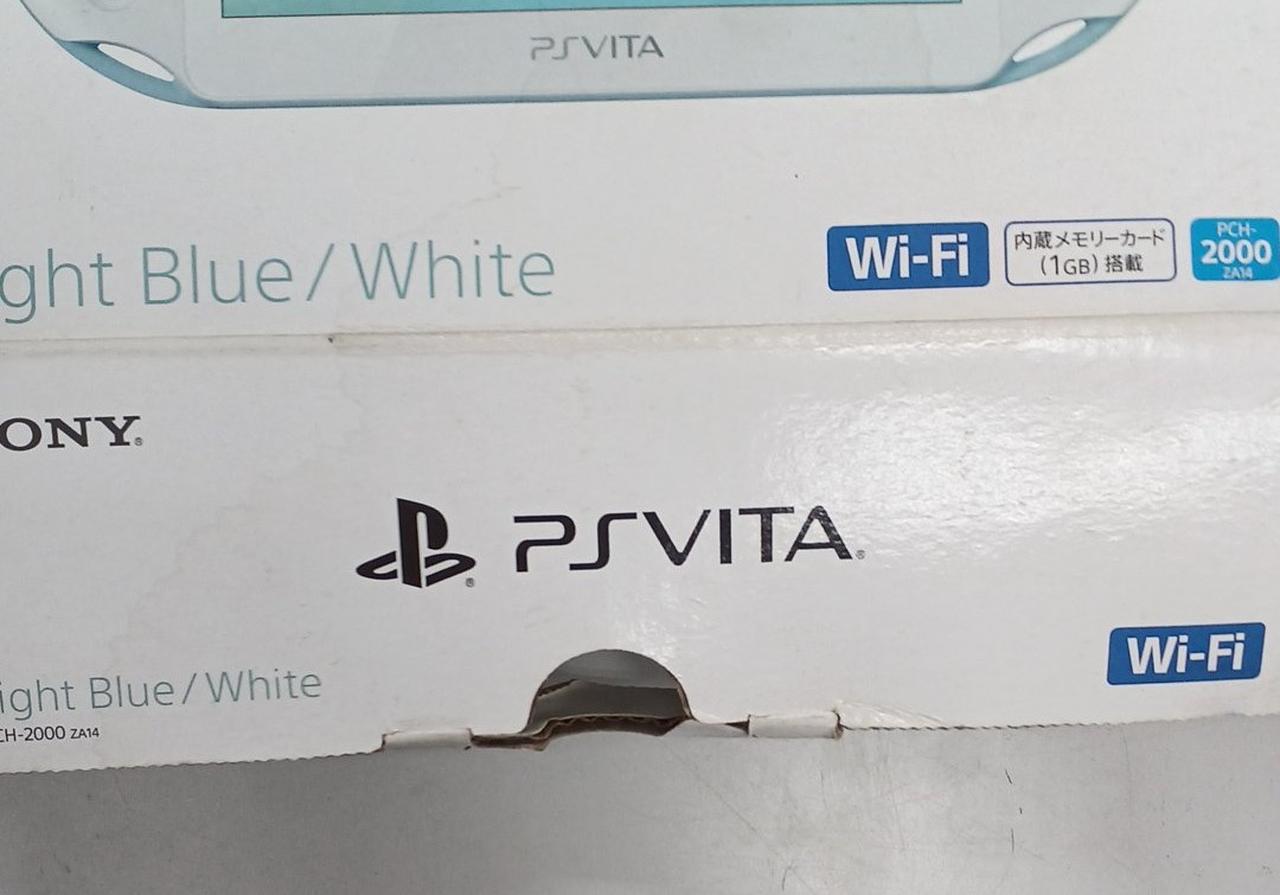 PSVITA
ght Blue/White
Wi-Fi
内蔵メモリーカード
(1GB) 搭載
PCH-
2000
ZA14
ONY®
PSVITA®
Wi-Fi
ight Blue/White
CH-2000 ZA14